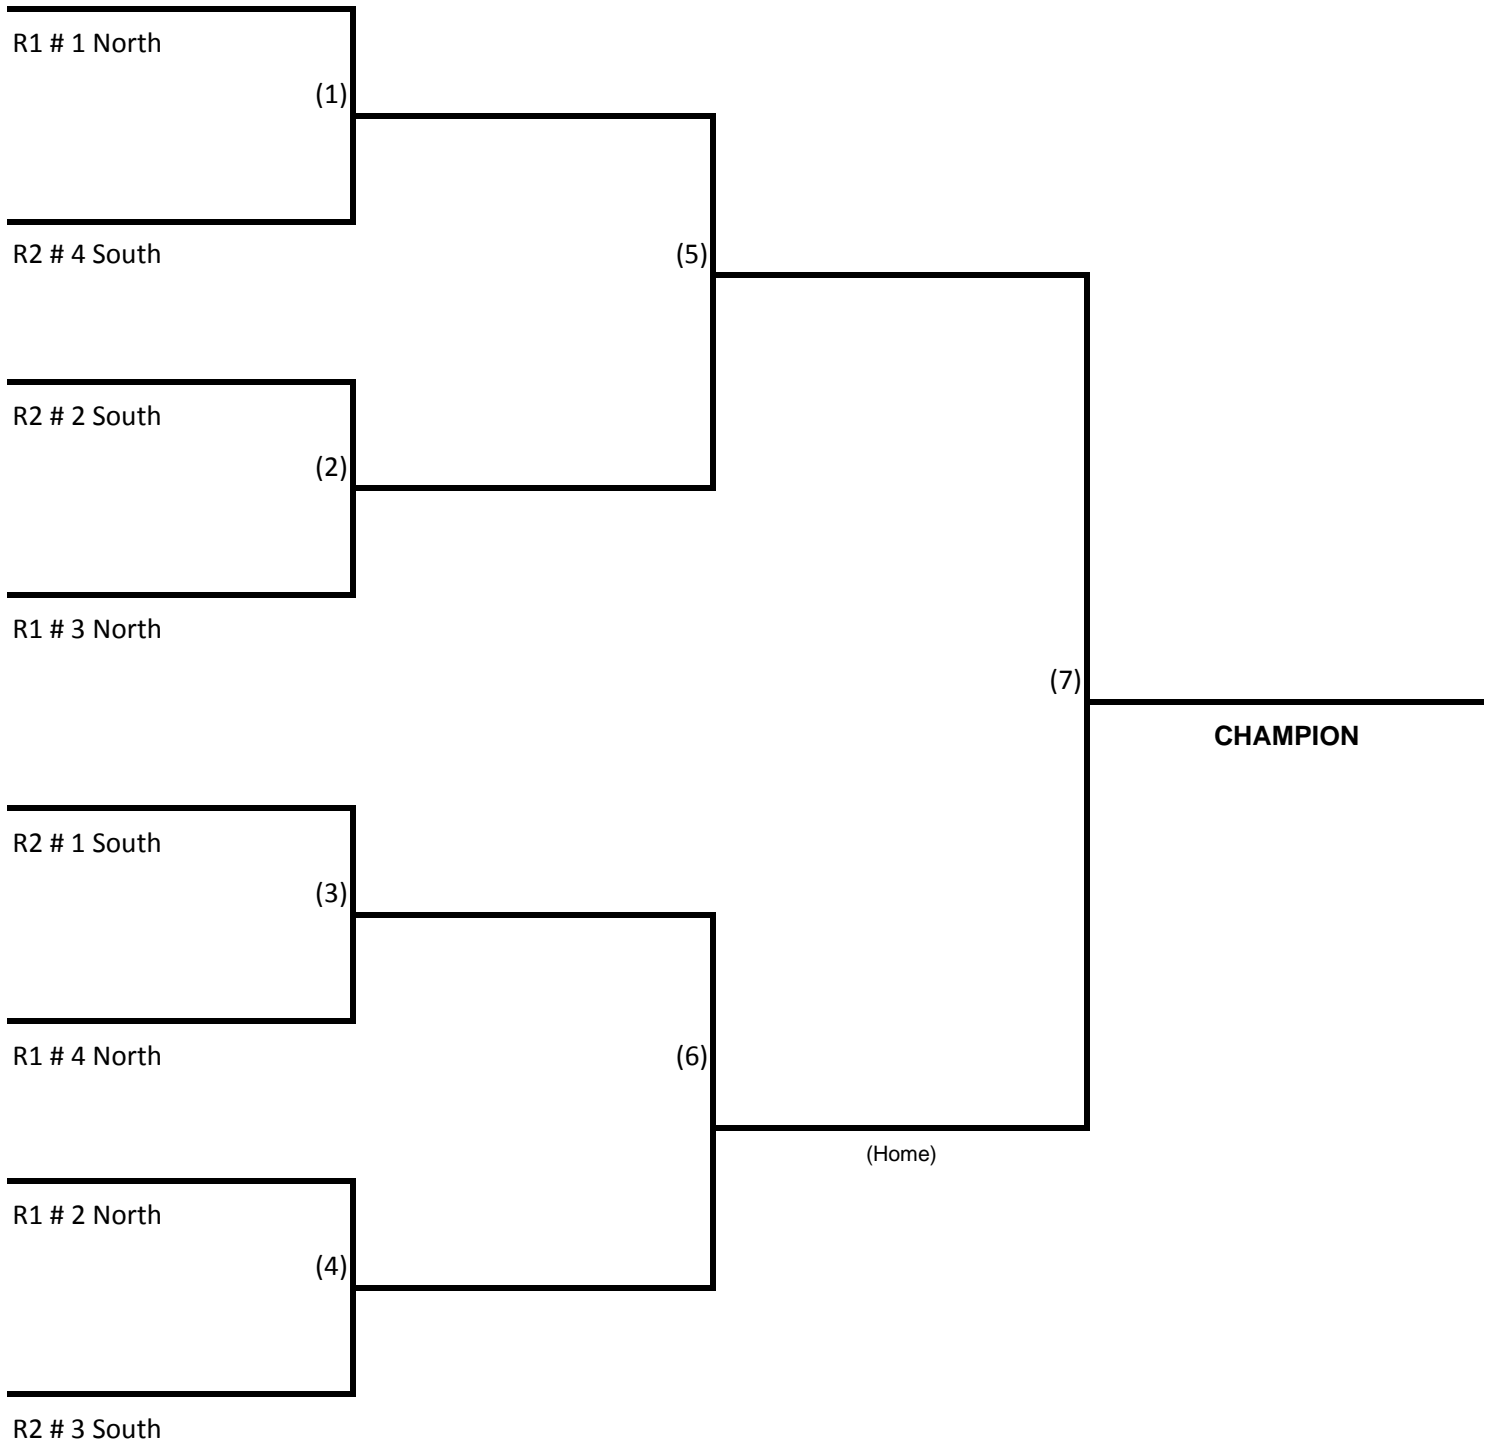 R1 # 1 North
(1)
R2 # 4 South
(5)
R2 # 2 South
(2)
R1 # 3 North
(7)
CHAMPION
R2 # 1 South
(3)
R1 # 4 North
(6)
(Home)
R1 # 2 North
(4)
R2 # 3 South